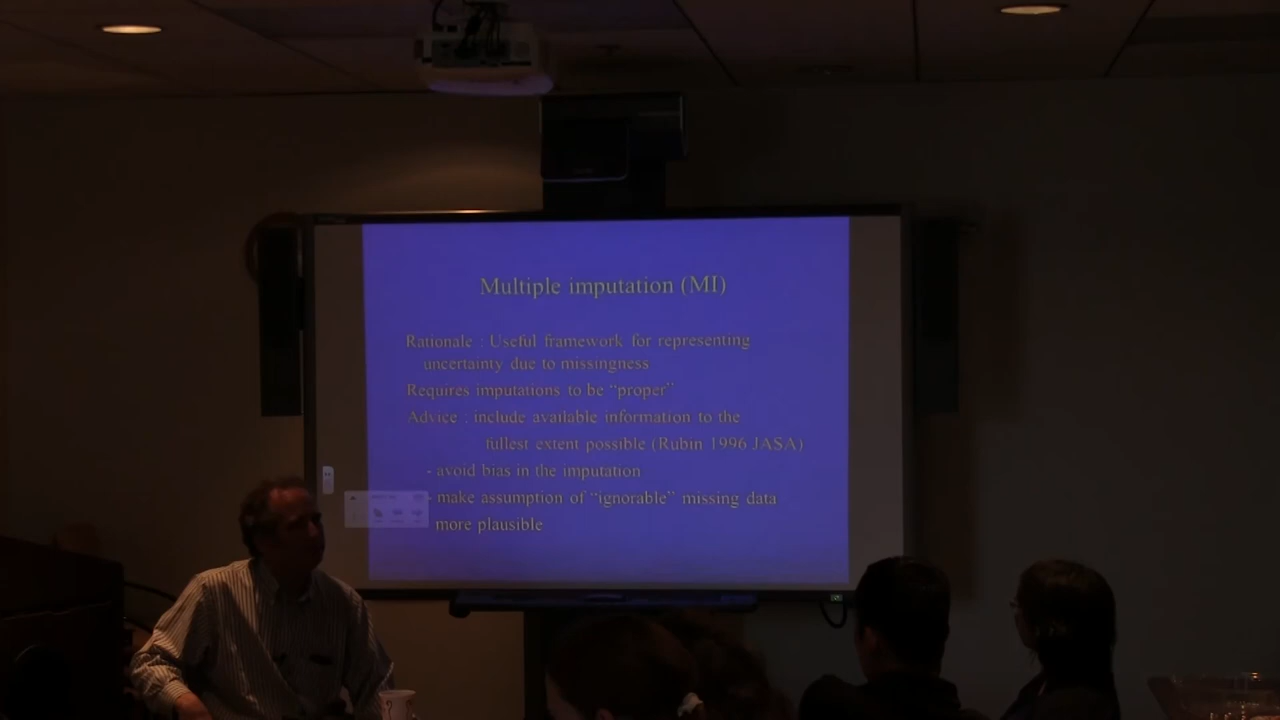 Multiple imputation (MI)
Rationale : Useful framework for representing
uncertainty due to missingness
Requires imputations to be “proper”
Advice : include available information to the
fullest extent possible (Rubin 1996 JASA)
- avoid bias in the imputation
- make assumption of “ignorable” missing data
more plausible